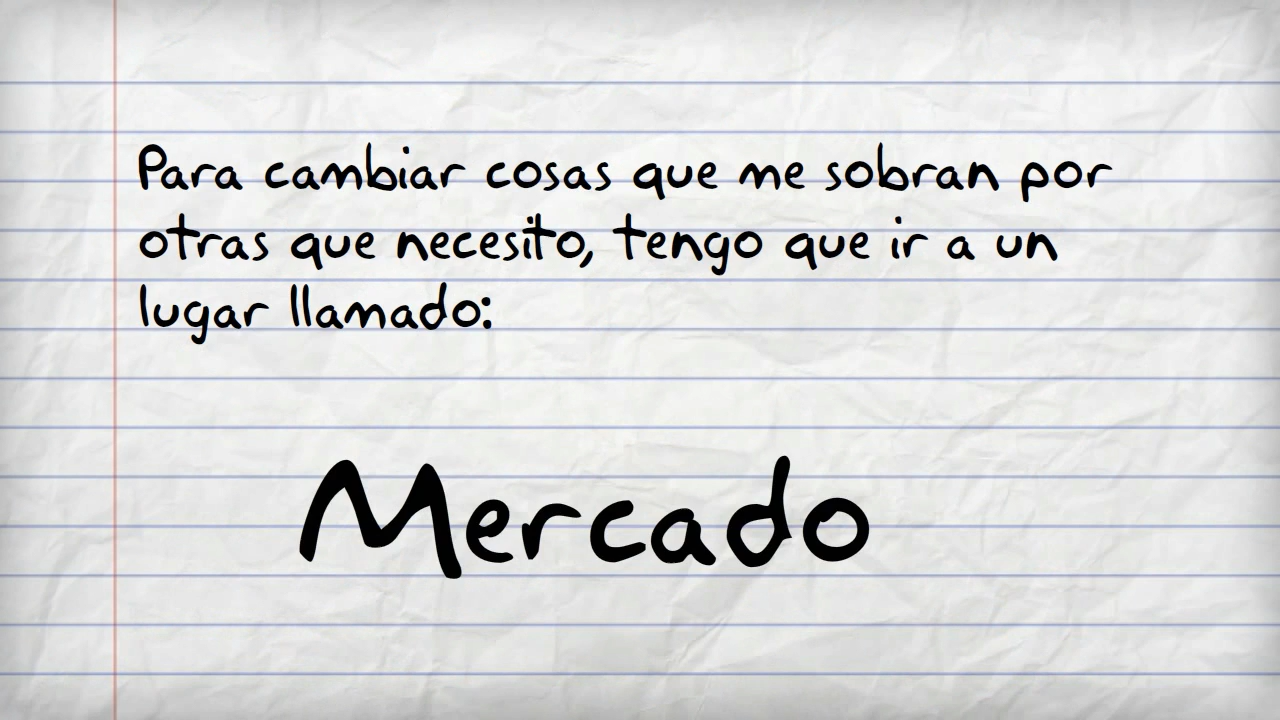 Para cambiar cosas que me sobran por
otras que necesito, tengo que ir a un
lugar llamado:
Mercado